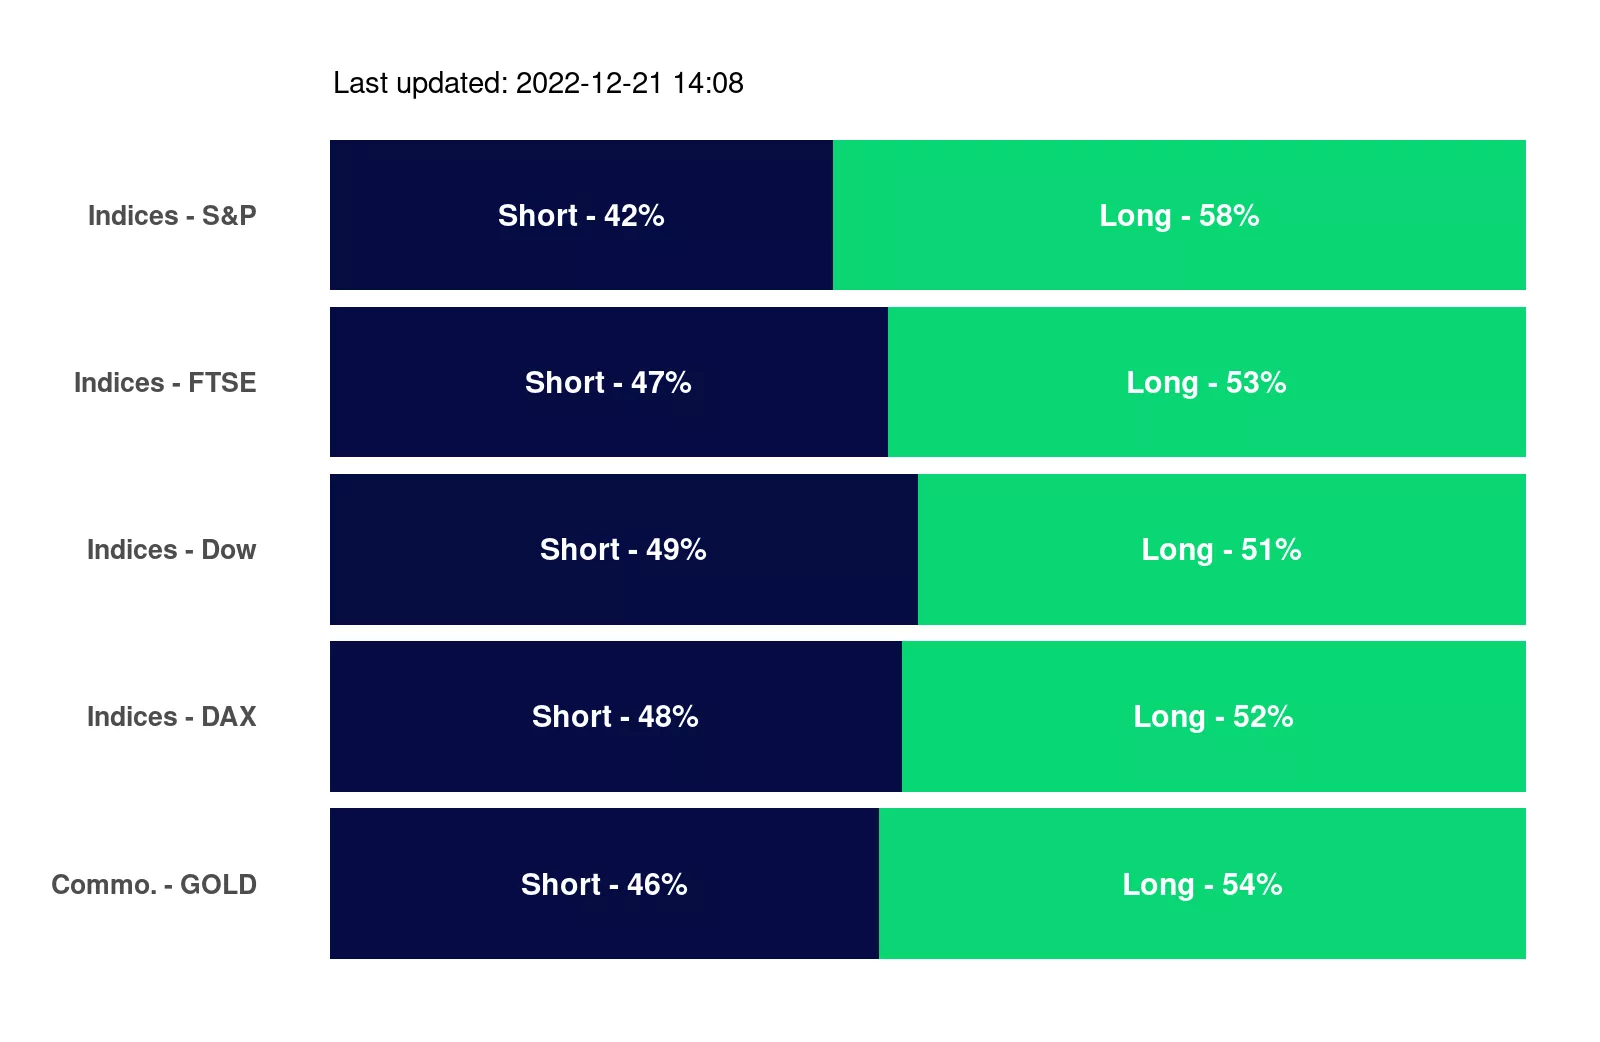 Last updated: 2022-12-21 14:08
Indices - S&P
Short - 42%
Long - 58%
Indices - FTSE
Short - 47%
Long - 53%
Indices - Dow
Short - 49%
Long - 51%
Indices - DAX
Short - 48%
Long - 52%
Commo. - GOLD
Short - 46%
Long - 54%